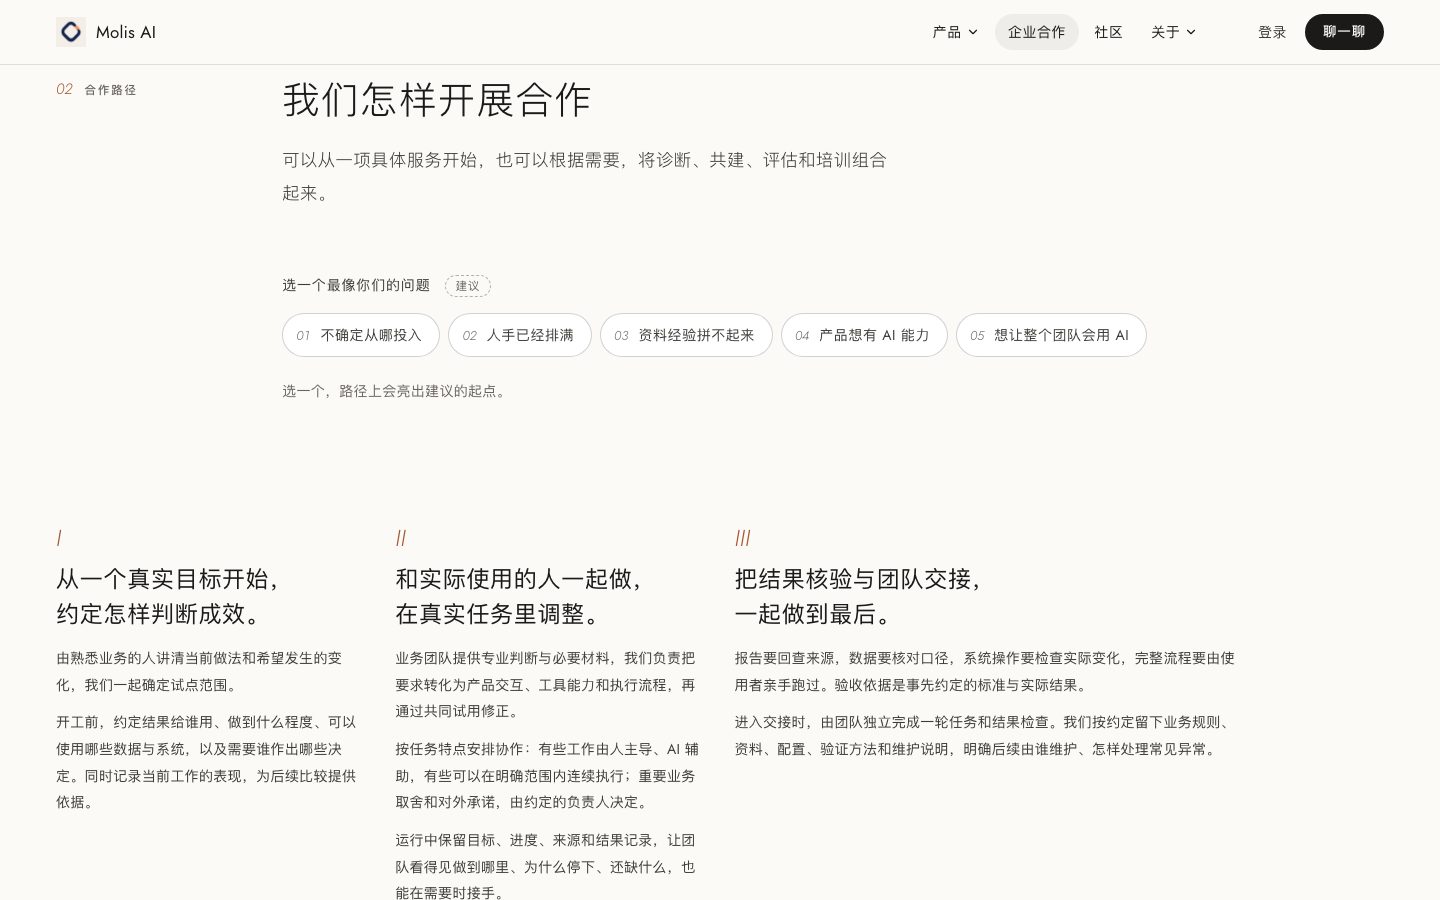 Molis AI
产品
企业合作
社区
关于
登录
聊一聊
02 合作路径
我们怎样开展合作
可以从一项具体服务开始，也可以根据需要，将诊断、共建、评估和培训组合
起来。
选一个最像你们的问题 建议
01 不确定从哪投入
02 人手已经排满
03 资料经验拼不起来
04 产品想有 AI 能力
05 想让整个团队会用 AI
选一个，路径上会亮出建议的起点。
I
从一个真实目标开始，
约定怎样判断成效。
由熟悉业务的人讲清当前做法和希望发生的变
化，我们一起确定试点范围。
开工前，约定结果给谁用、做到什么程度、可以
使用哪些数据与系统，以及需要谁作出哪些决
定。同时记录当前工作的表现，为后续比较提供
依据。
II
和实际使用的人一起做，
在真实任务里调整。
业务团队提供专业判断与必要材料，我们负责把
要求转化为产品交互、工具能力和执行流程，再
通过共同试用修正。
按任务特点安排协作：有些工作由人主导、AI 辅
助，有些可以在明确范围内连续执行；重要业务
取舍和对外承诺，由约定的负责人决定。
运行中保留目标、进度、来源和结果记录，让团
队看得见做到哪里、为什么停下、还缺什么，也
能在需要时接手。
III
把结果核验与团队交接，
一起做到最后。
报告要回查来源，数据要核对口径，系统操作要检查实际变化，完整流程要由使
用者亲手跑过。验收依据是事先约定的标准与实际结果。
进入交接时，由团队独立完成一轮任务和结果检查。我们按约定留下业务规则、
资料、配置、验证方法和维护说明，明确后续由谁维护、怎样处理常见异常。